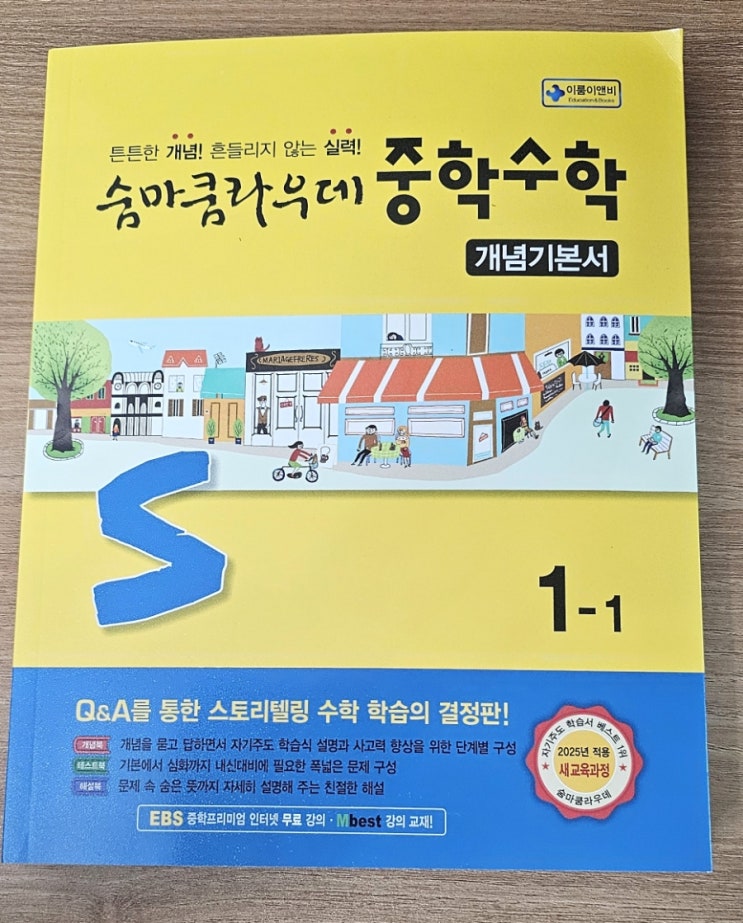 이룸이앤비
Education&Books
튼튼한 개념! 흔들리지 않는 실력!
숨마쿰라우데 중학수학
개념기본서
MARIAGEFRERES
S
1-1
Q&A를 통한 스토리텔링 수학 학습의 결정판!
개념북 개념을 묻고 답하면서 자기주도 학습식 설명과 사고력 향상을 위한 단계별 구성
테스트북 기본에서 심화까지 내신대비에 필요한 폭넓은 문제 구성
해설북 문제 속 숨은 뜻까지 자세히 설명해 주는 친절한 해설
EBS 중학프리미엄 인터넷 무료 강의 · Mbest 강의 교재!
자기주도 학습서 베스트 1위
2025년 적용
새교육과정
숨마쿰라우데